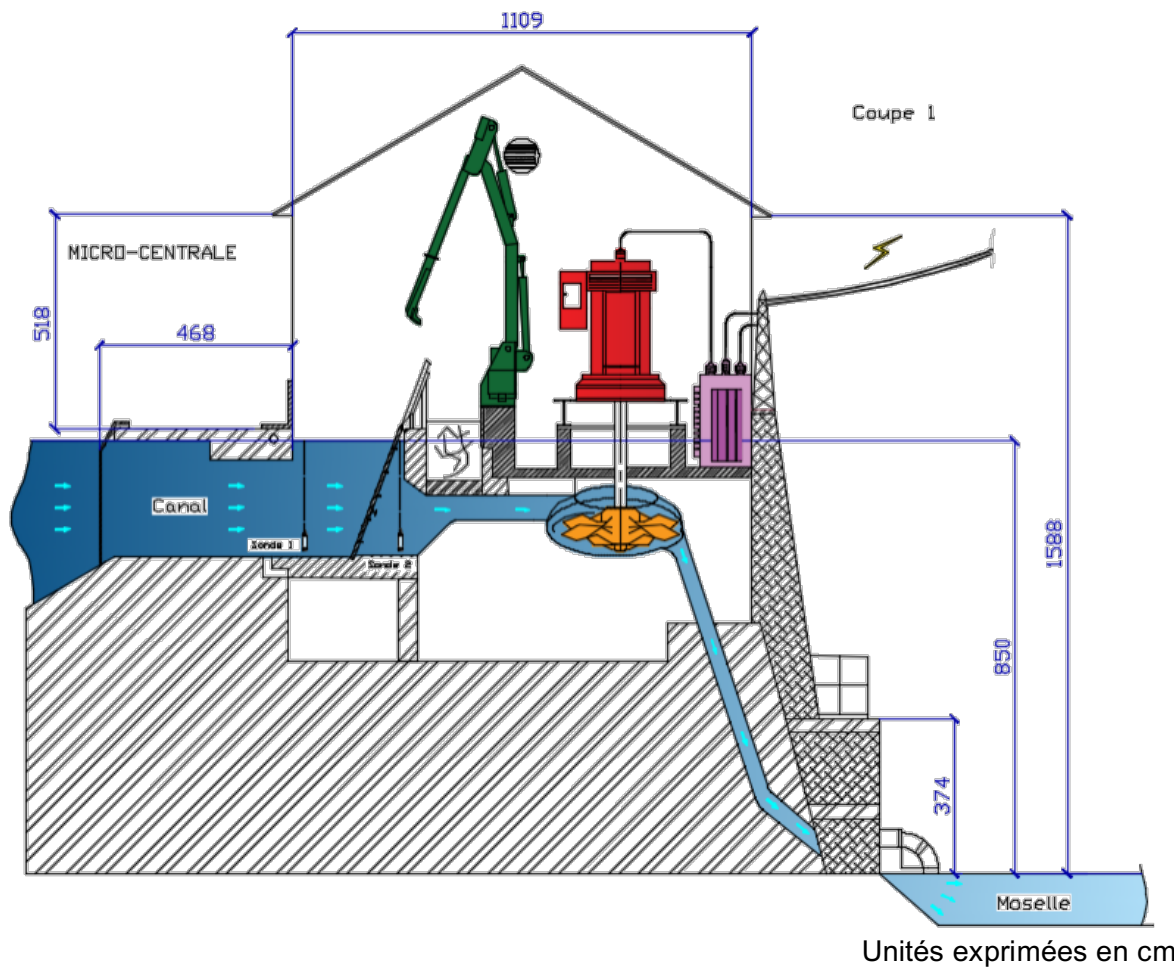 1109
Coupe 1
MICRO-CENTRALE
518
468
Canal
Sonde 1
Sonde 2
1588
850
374
Moselle
Unités exprimées en cm